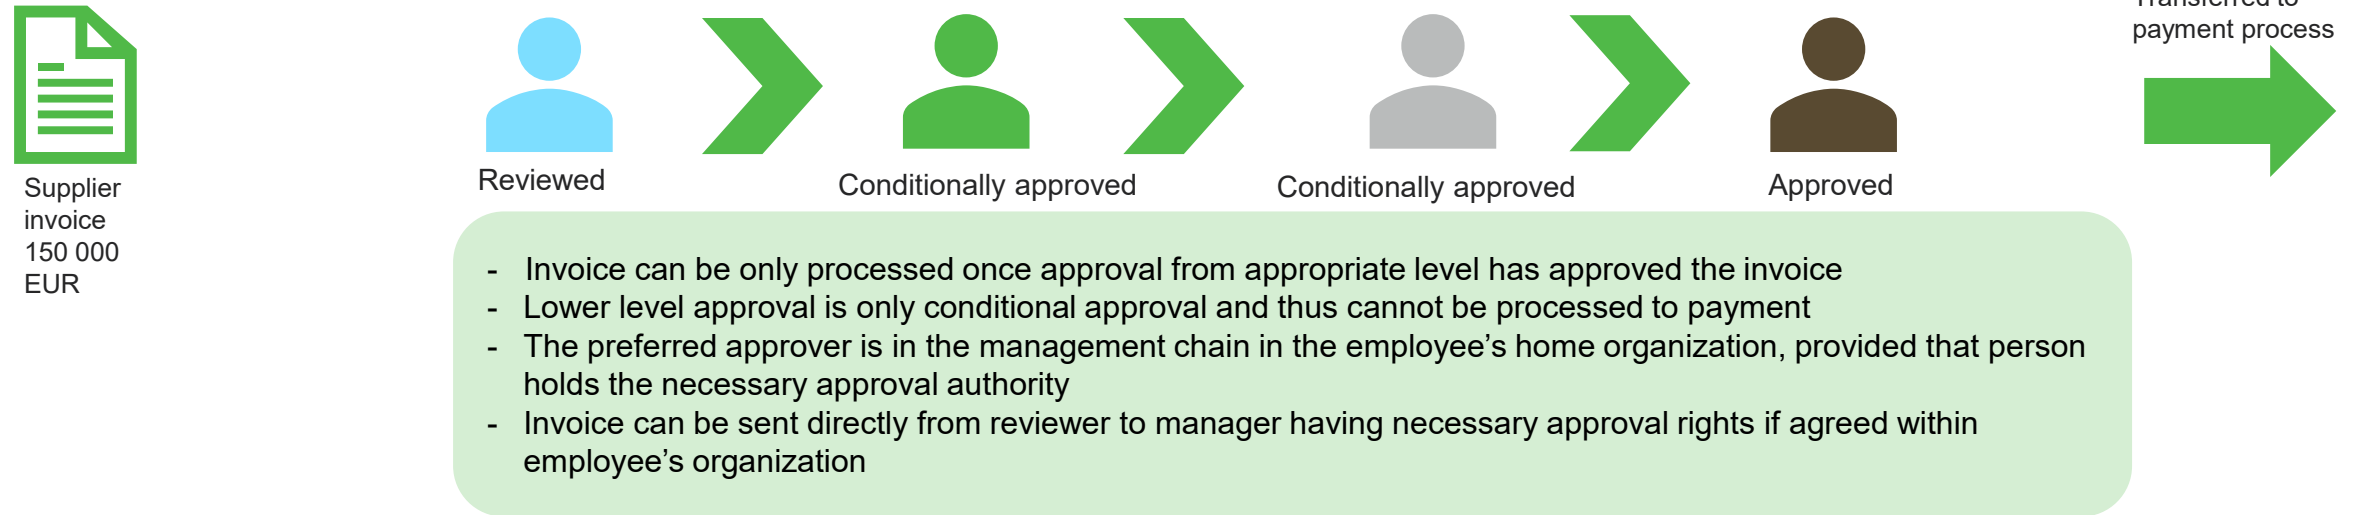 Transferred to
payment process
Reviewed
Conditionally approved
Conditionally approved
Approved
Supplier
invoice
150 000
EUR
- Invoice can be only processed once approval from appropriate level has approved the invoice
- Lower level approval is only conditional approval and thus cannot be processed to payment
- The preferred approver is in the management chain in the employee’s home organization, provided that person
holds the necessary approval authority
- Invoice can be sent directly from reviewer to manager having necessary approval rights if agreed within
employee’s organization